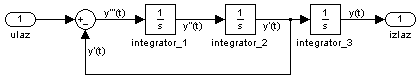 1
ulaz
y'''(t)
1
s
integrator_1
y''(t)
1
s
integrator_2
y'(t)
1
s
integrator_3
y(t)
1
izlaz
y'(t)